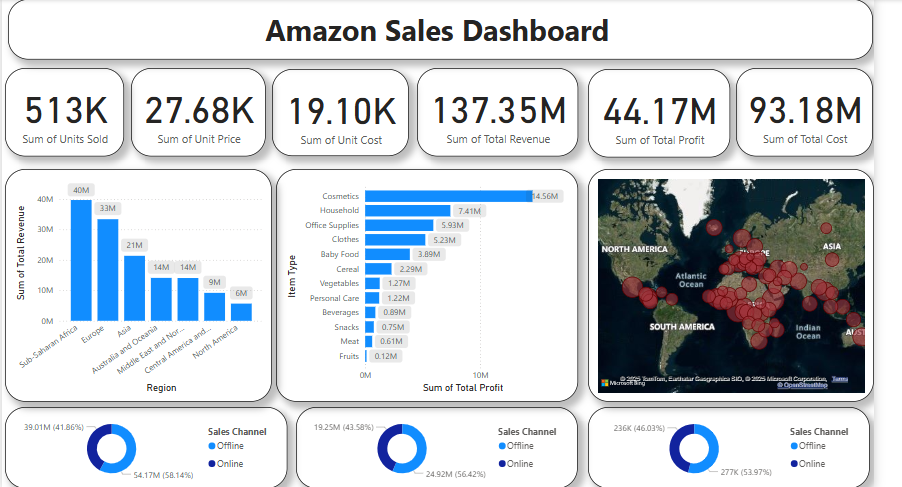 Amazon Sales Dashboard
513K
Sum of Units Sold
27.68K
Sum of Unit Price
19.10K
Sum of Unit Cost
137.35M
Sum of Total Revenue
44.17M
Sum of Total Profit
93.18M
Sum of Total Cost
Sum of Total Revenue
40M
30M
20M
10M
0M
40M
33M
21M
14M
14M
9M
6M
Sub-Saharan Africa
Europe
Asia
Australia and Oceania
Middle East and Nor...
Central America and...
North America
Region
Item Type
Cosmetics 14.56M
Household 7.41M
Office Supplies 5.93M
Clothes 5.23M
Baby Food 3.89M
Cereal 2.29M
Vegetables 1.27M
Personal Care 1.22M
Beverages 0.89M
Snacks 0.75M
Meat 0.61M
Fruits 0.12M
0M 10M
Sum of Total Profit
NORTH AMERICA
ASIA
Atlantic
Ocean
SOUTH AMERICA
Indian
Ocean
© 2025 TomTom, Earthstar Geographics SIO, © 2025 Microsoft Corporation, Terms
© OpenStreetMap
Microsoft Bing
39.01M (41.86%)
54.17M (58.14%)
Sales Channel
Offline
Online
19.25M (43.58%)
24.92M (56.42%)
Sales Channel
Offline
Online
236K (46.03%)
277K (53.97%)
Sales Channel
Offline
Online